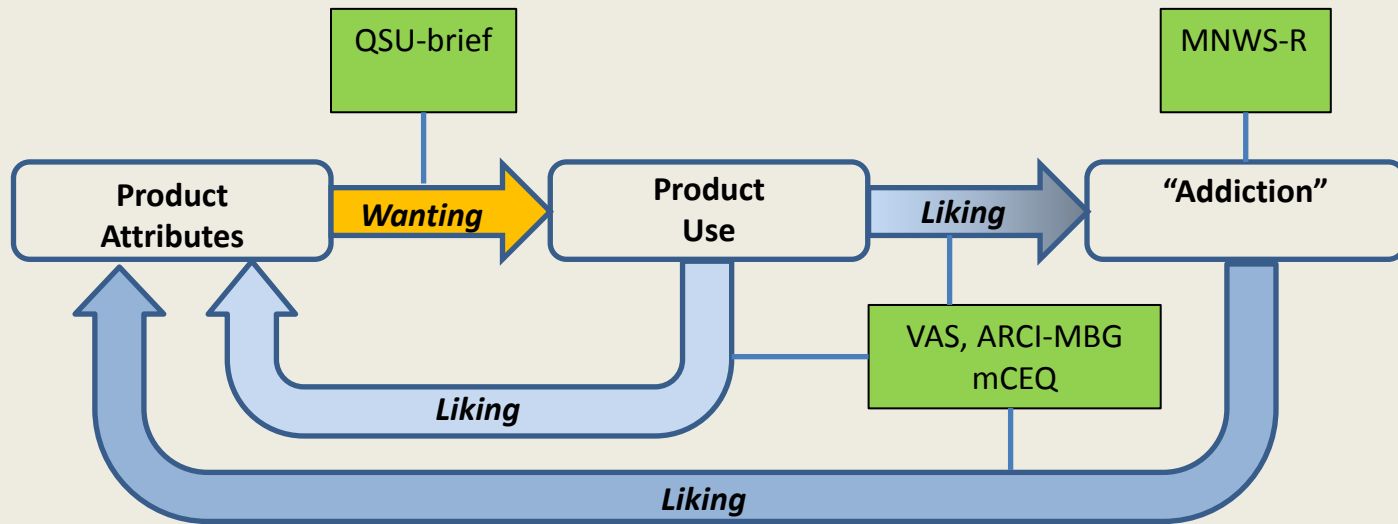 QSU-brief
MNWS-R
Product
Attributes
Wanting
Product
Use
Liking
“Addiction”
VAS, ARCI-MBG
mCEQ
Liking
Liking